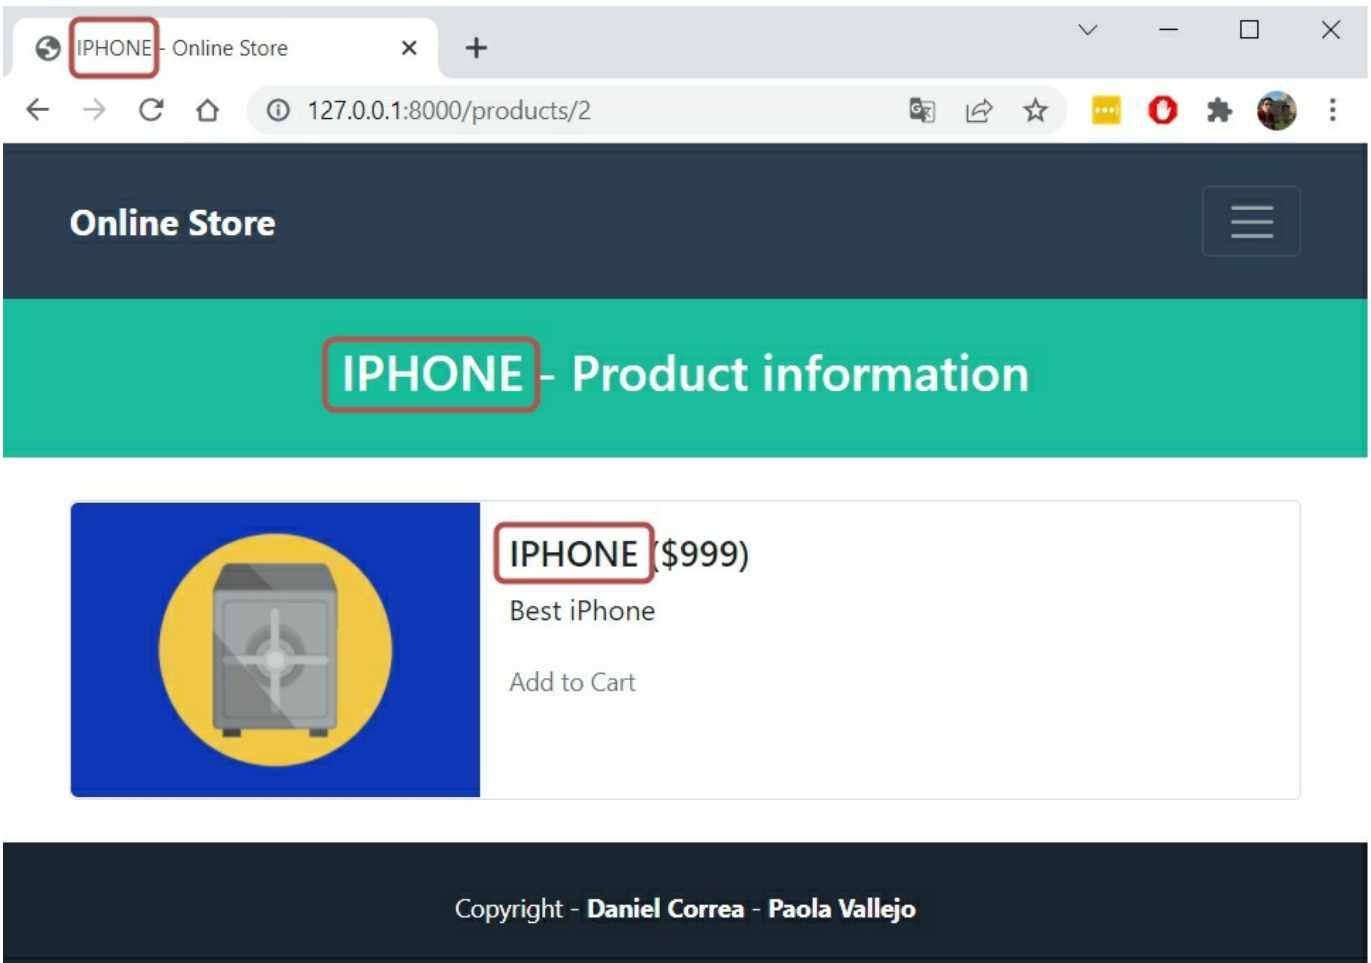 IPHONE - Online Store
127.0.0.1:8000/products/2
Online Store
IPHONE - Product information
IPHONE ($999)
Best iPhone
Add to Cart
Copyright - Daniel Correa - Paola Vallejo